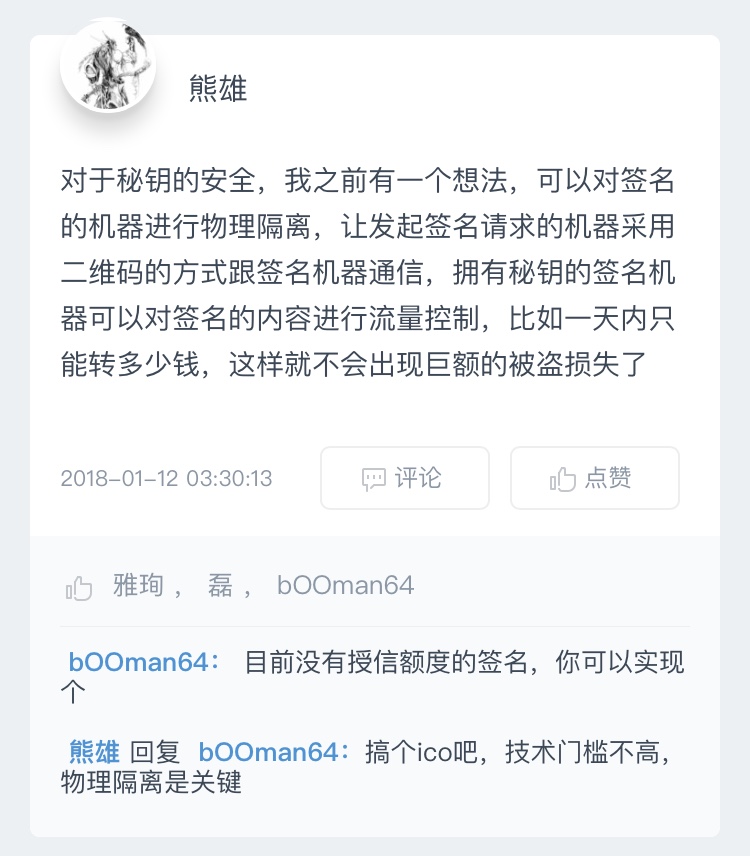 熊雄
对于秘钥的安全，我之前有一个想法，可以对签名
的机器进行物理隔离，让发起签名请求的机器采用
二维码的方式跟签名机器通信，拥有秘钥的签名机
器可以对签名的内容进行流量控制，比如一天内只
能转多少钱，这样就不会出现巨额的被盗损失了
2018-01-12 03:30:13 评论 点赞
雅珣 ， 磊 ， bOOman64
bOOman64： 目前没有授信额度的签名，你可以实现
个
熊雄 回复 bOOman64：搞个ico吧，技术门槛不高，
物理隔离是关键